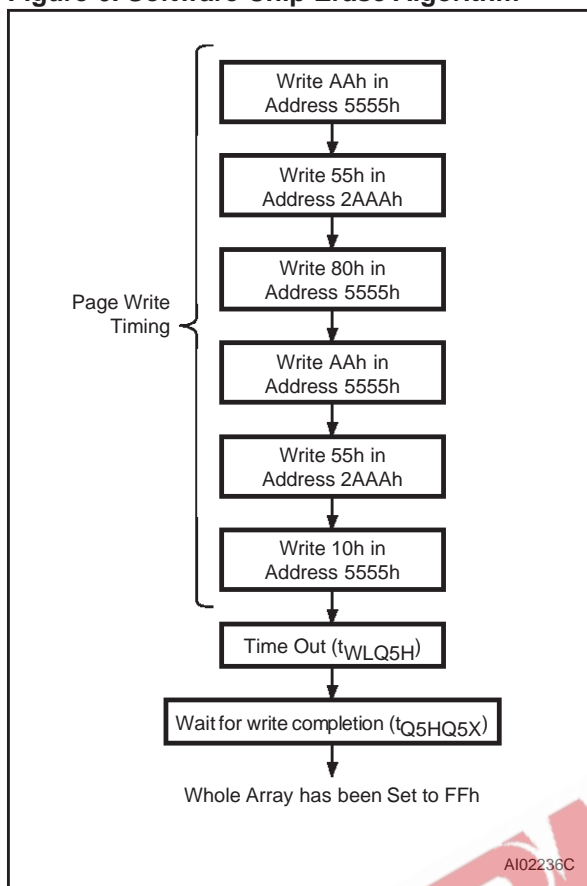 Figure 6. Software Chip Erase Algorithm
Write AAh in
Address 5555h
Write 55h in
Address 2AAAh
Write 80h in
Address 5555h
Page Write
Timing
Write AAh in
Address 5555h
Write 55h in
Address 2AAAh
Write 10h in
Address 5555h
Time Out (tWLQ5H)
Wait for write completion (tQ5HQ5X)
Whole Array has been Set to FFh
AI02236C